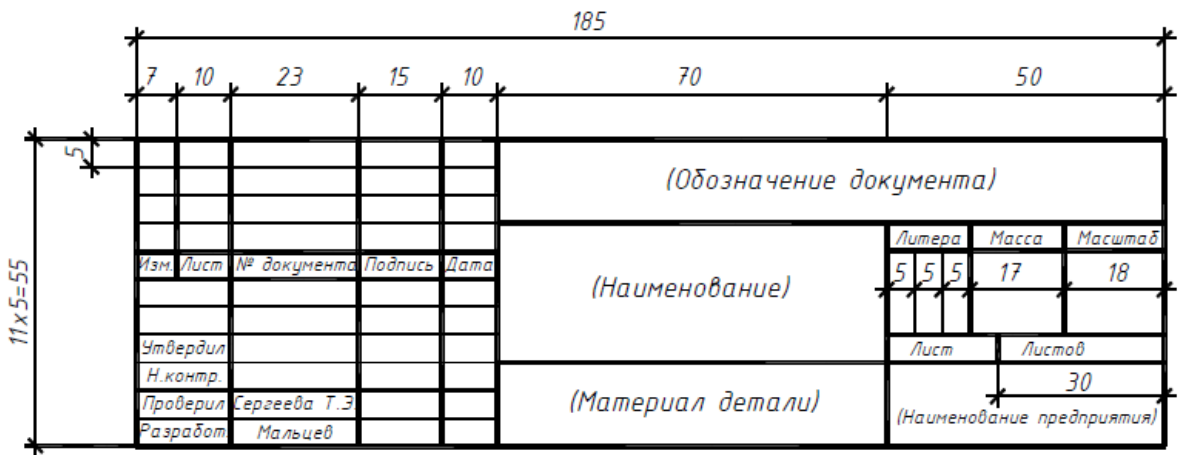 185
7 10 23 15 10 70 50
5
(Обозначение документа)
Литера Масса Масштаб
Изм. Лист № документа Подпись Дата
5 5 5 17 18
(Наименование)
11х5=55
Утвердил
Лист Листов
Н.контр.
30
Проверил Сергеева Т.Э.
(Материал детали)
(Наименование предприятия)
Разработ. Мальцев